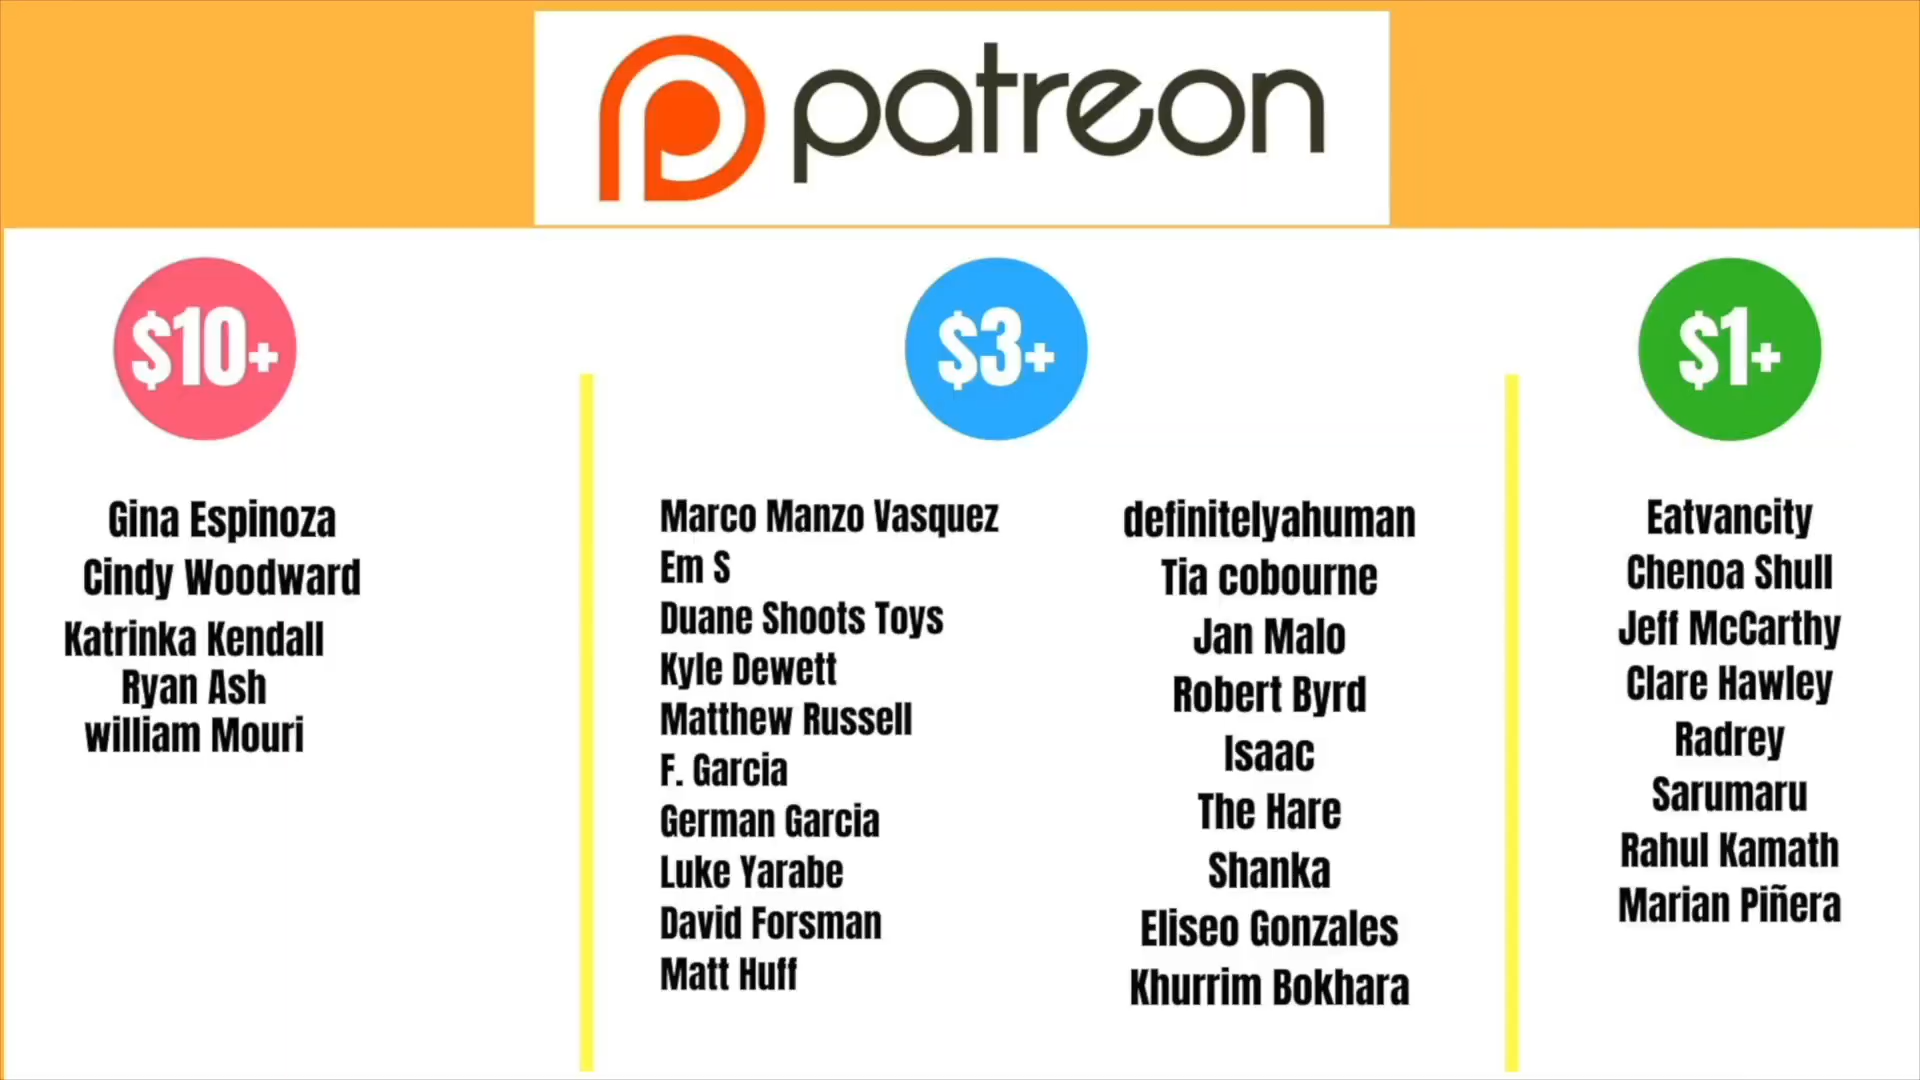 patreon
$10+
Gina Espinoza
Cindy Woodward
Katrinka Kendall
Ryan Ash
william Mouri
$3+
Marco Manzo Vasquez
Em S
Duane Shoots Toys
Kyle Dewett
Matthew Russell
F. Garcia
German Garcia
Luke Yarabe
David Forsman
Matt Huff
definitelyahuman
Tia cobourne
Jan Malo
Robert Byrd
Isaac
The Hare
Shanka
Eliseo Gonzales
Khurrim Bokhara
$1+
Eatvancity
Chenoa Shull
Jeff McCarthy
Clare Hawley
Radrey
Sarumaru
Rahul Kamath
Marian Piñera